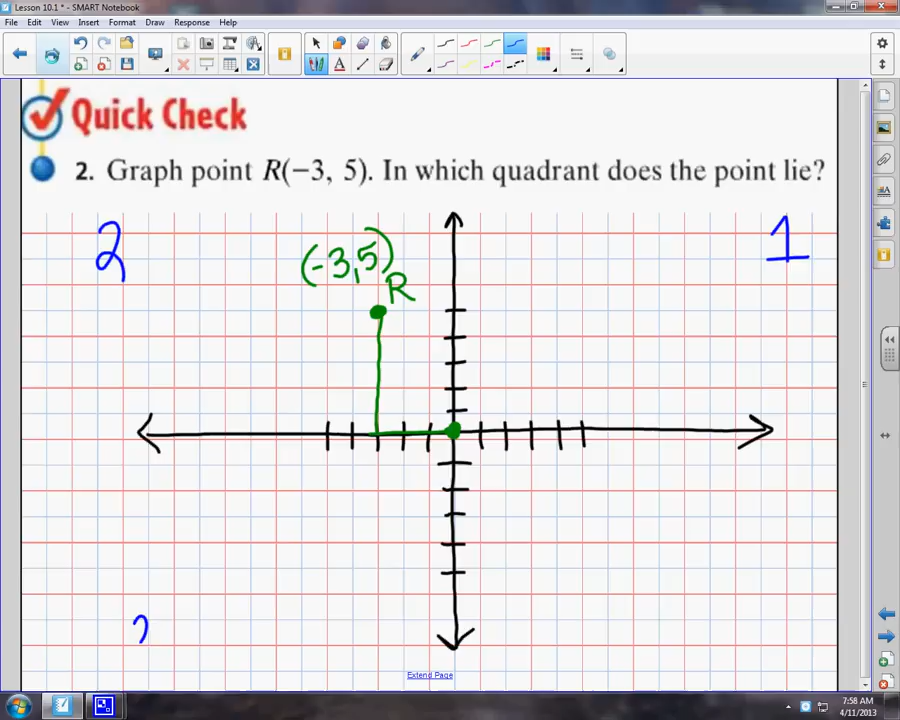 Lesson 10.1 * - SMART Notebook
File Edit View Insert Format Draw Response Help
Quick Check
2. Graph point R(−3, 5). In which quadrant does the point lie?
2
1
(-3,5)
R
Extend Page
7:58 AM
4/11/2013